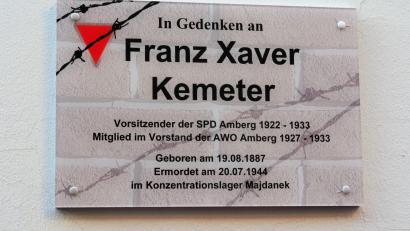 In Gedenken an
Franz Xaver
Kemeter
Vorsitzender der SPD Amberg 1922 - 1933
Mitglied im Vorstand der AWO Amberg 1927 - 1933
Geboren am 19.08.1887
Ermordet am 20.07.1944
im Konzentrationslager Majdanek